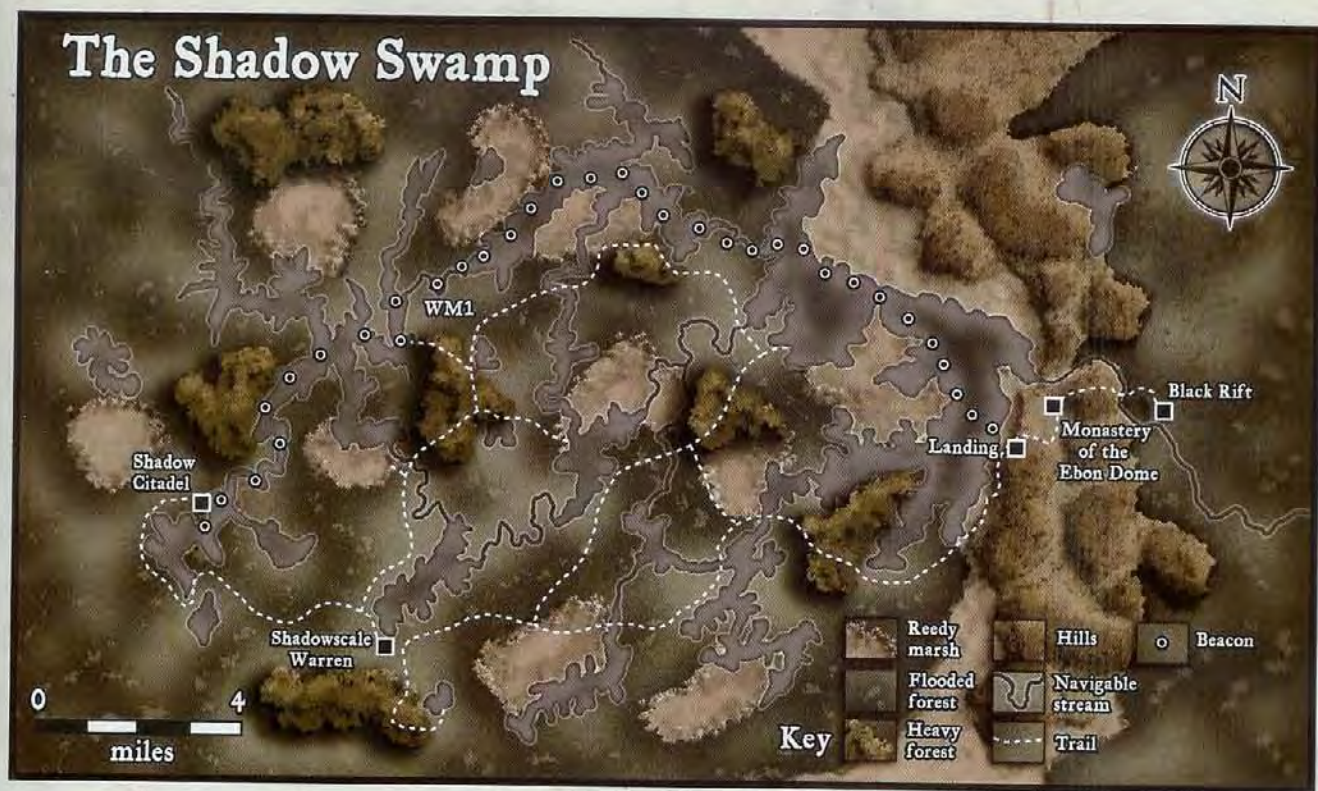 The Shadow Swamp
N
WM1
Black Rift
Landing
Monastery
of the
Ebon Dome
Shadow
Citadel
Shadowscale
Warren
0 4
miles
Key
Reedy
marsh
Hills
Beacon
Flooded
forest
Navigable
stream
Heavy
forest
Trail